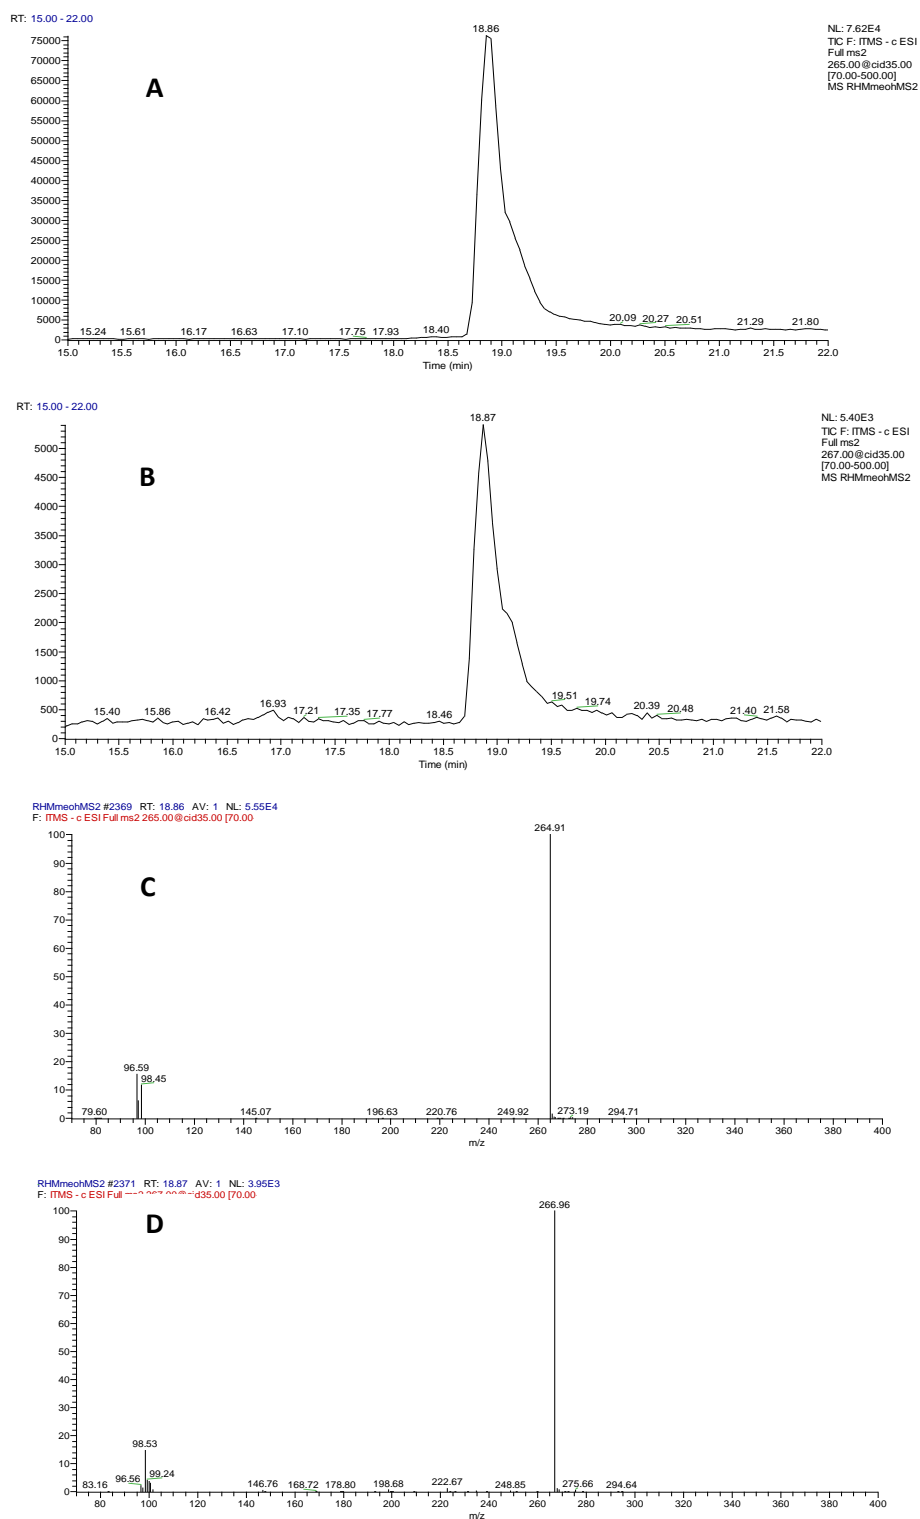 RT: 15.00 - 22.00
NL: 7.62E4
TIC F: ITMS - c ESI
Full ms2
265.00@cid35.00
[70.00-500.00]
MS RHMmeohMS2
A
18.86
75000
70000
65000
60000
55000
50000
45000
40000
35000
30000
25000
20000
15000
10000
5000
0
15.24 15.61 16.17 16.63 17.10 17.75 17.93 18.40 20.09 20.27 20.51 21.29 21.80
15.0 15.5 16.0 16.5 17.0 17.5 18.0 18.5 19.0 19.5 20.0 20.5 21.0 21.5 22.0
Time (min)
RT: 15.00 - 22.00
NL: 5.40E3
TIC F: ITMS - c ESI
Full ms2
267.00@cid35.00
[70.00-500.00]
MS RHMmeohMS2
B
18.87
5000
4500
4000
3500
3000
2500
2000
1500
1000
500
0
15.40 15.86 16.42 16.93 17.21 17.35 17.77 18.46 19.51 19.74 20.39 20.48 21.40 21.58
15.0 15.5 16.0 16.5 17.0 17.5 18.0 18.5 19.0 19.5 20.0 20.5 21.0 21.5 22.0
Time (min)
RHMmeohMS2 #2369 RT: 18.86 AV: 1 NL: 5.55E4
F: ITMS - c ESI Full ms2 265.00@cid35.00 [70.00
C
264.91
100
90
80
70
60
50
40
30
20
10
0
96.59
98.45
79.60 145.07 196.63 220.76 249.92 273.19 294.71
80 100 120 140 160 180 200 220 240 260 280 300 320 340 360 380 400
m/z
RHMmeohMS2 #2371 RT: 18.87 AV: 1 NL: 3.95E3
F: ITMS - c ESI Full ms2 267.00@cid35.00 [70.00
D
266.96
100
90
80
70
60
50
40
30
20
10
0
98.53
83.16 96.56 99.24 146.76 168.72 178.80 198.68 222.67 248.85 275.66 294.64
80 100 120 140 160 180 200 220 240 260 280 300 320 340 360 380 400
m/z